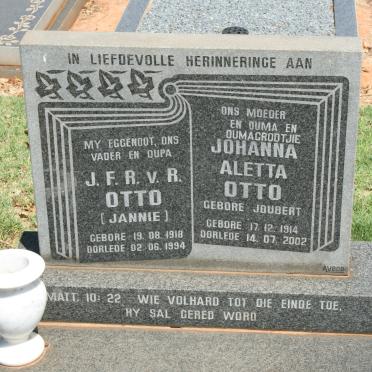 IN LIEFDEVOLLE HERINNERINGE AAN
MY EGGENOOT, ONS
VADER EN OUPA
J. F. R. v. R.
OTTO
(JANNIE)
GEBORE 19. 08. 1918
OORLEDE 02. 06. 1994
ONS MOEDER
EN OUMA EN
OUMAGROOTJIE
JOHANNA
ALETTA
OTTO
GEBORE JOUBERT
GEBORE 17. 12. 1914
OORLEDE 14. 07. 2002
AVBOB
MATT. 10: 22 WIE VOLHARD TOT DIE EINDE TOE,
HY SAL GERED WORD